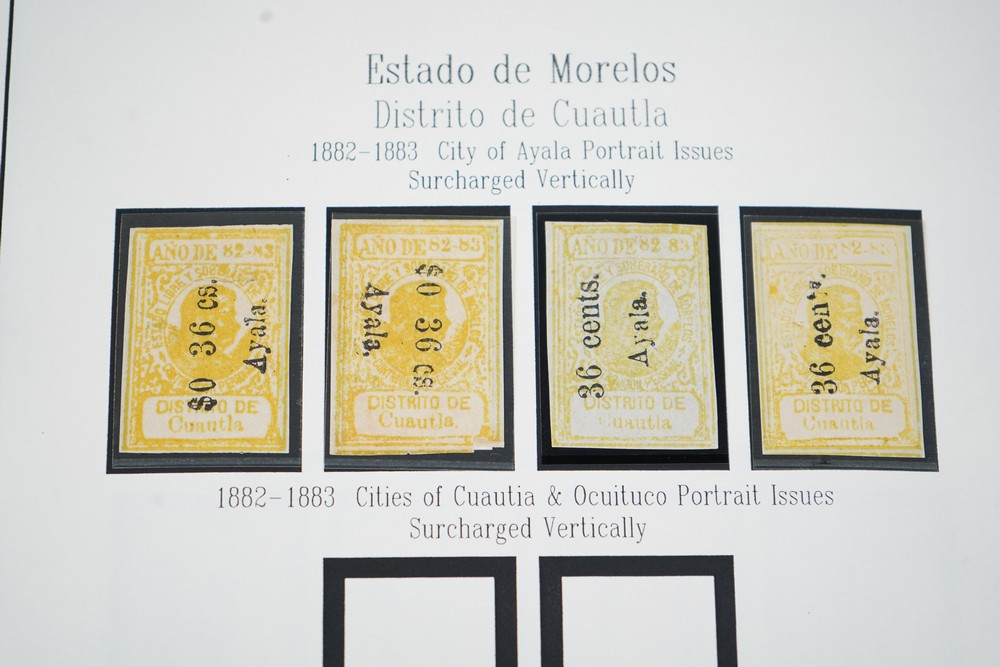 Estado de Morelos
Distrito de Cuautla
1882-1883 City of Ayala Portrait Issues
Surcharged Vertically
AÑO DE 82-83
$0 36 cs.
Ayala.
DISTRITO DE
Cuautla
AÑO DE 82-83
$0 36 cs.
Ayala.
DISTRITO DE
Cuautla.
AÑO DE 82 83
36 cents.
Ayala.
DISTRITO DE
Cuautla
AÑO DE 82-83
36 cents.
Ayala.
DISTRITO DE
Cuautla.
1882-1883 Cities of Cuautia & Ocuituco Portrait Issues
Surcharged Vertically